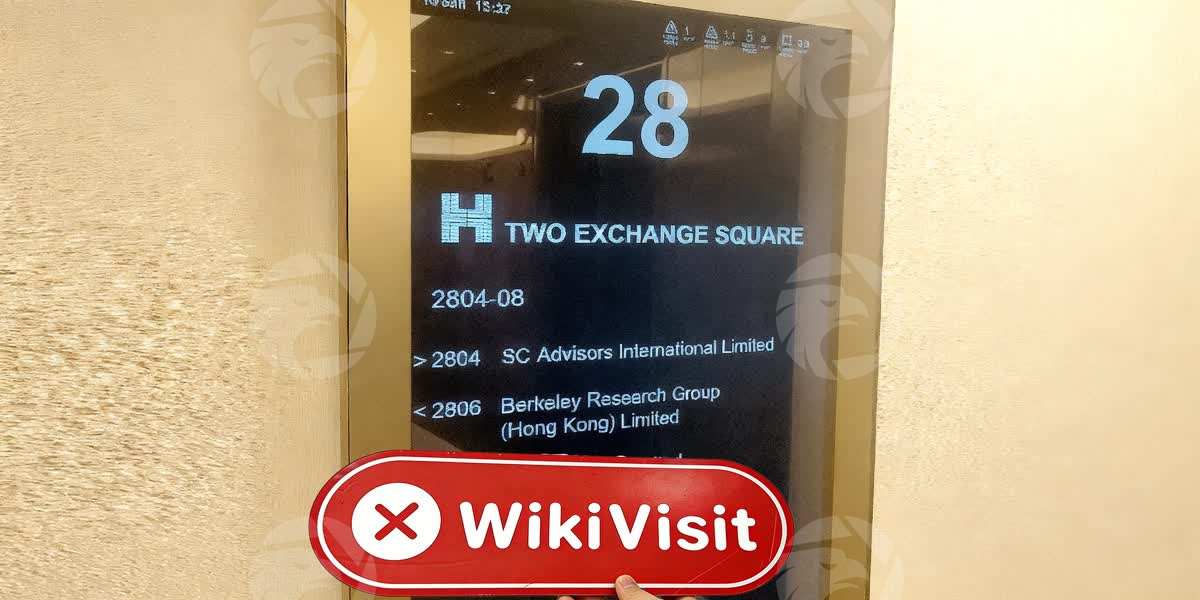 28
TWO EXCHANGE SQUARE
2804-08
> 2804 SC Advisors International Limited
< 2806 Berkeley Research Group
(Hong Kong) Limited
WikiVisit